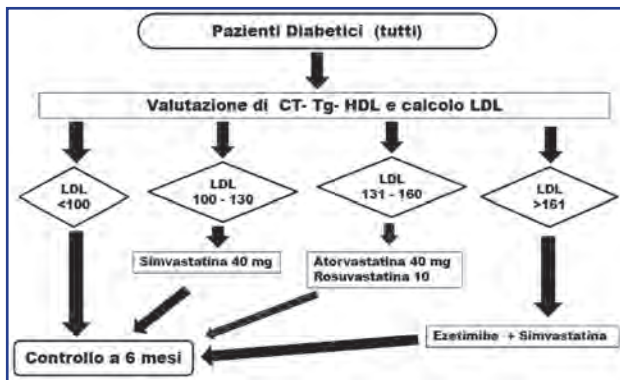 Pazienti Diabetici (tutti)
Valutazione di CT- Tg- HDL e calcolo LDL
LDL
<100
LDL
100 - 130
LDL
131 - 160
LDL
>161
Simvastatina 40 mg
Atorvastatina 40 mg
Rosuvastatina 10
Ezetimibe + Simvastatina
Controllo a 6 mesi